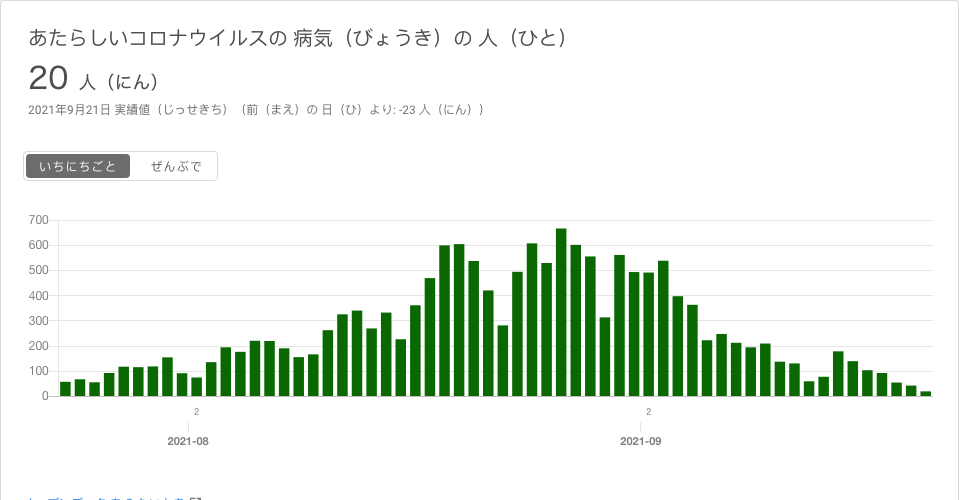 あたらしいコロナウイルスの 病気（びょうき）の 人（ひと）
20 人（にん）
2021年9月21日 実績値（じっせきち）（前（まえ）の 日（ひ）より: -23 人（にん））
いちにちごと ぜんぶで
700
600
500
400
300
200
100
0
2 2
2021-08 2021-09